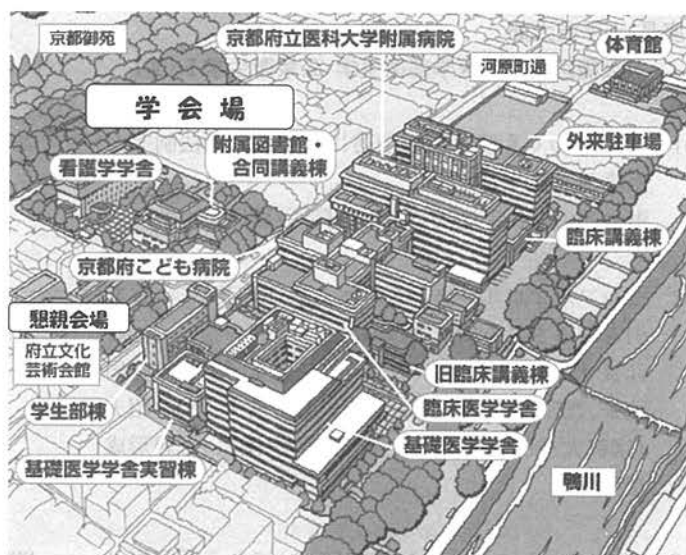 京都御苑
京都府立医科大学附属病院
体育館
河原町通
学会場
附属図書館・
合同講義棟
外来駐車場
看護学学舎
臨床講義棟
京都府こども病院
懇親会場
府立文化
芸術会館
旧臨床講義棟
学生部棟
臨床医学学舎
基礎医学学舎
基礎医学学舎実習棟
鴨川